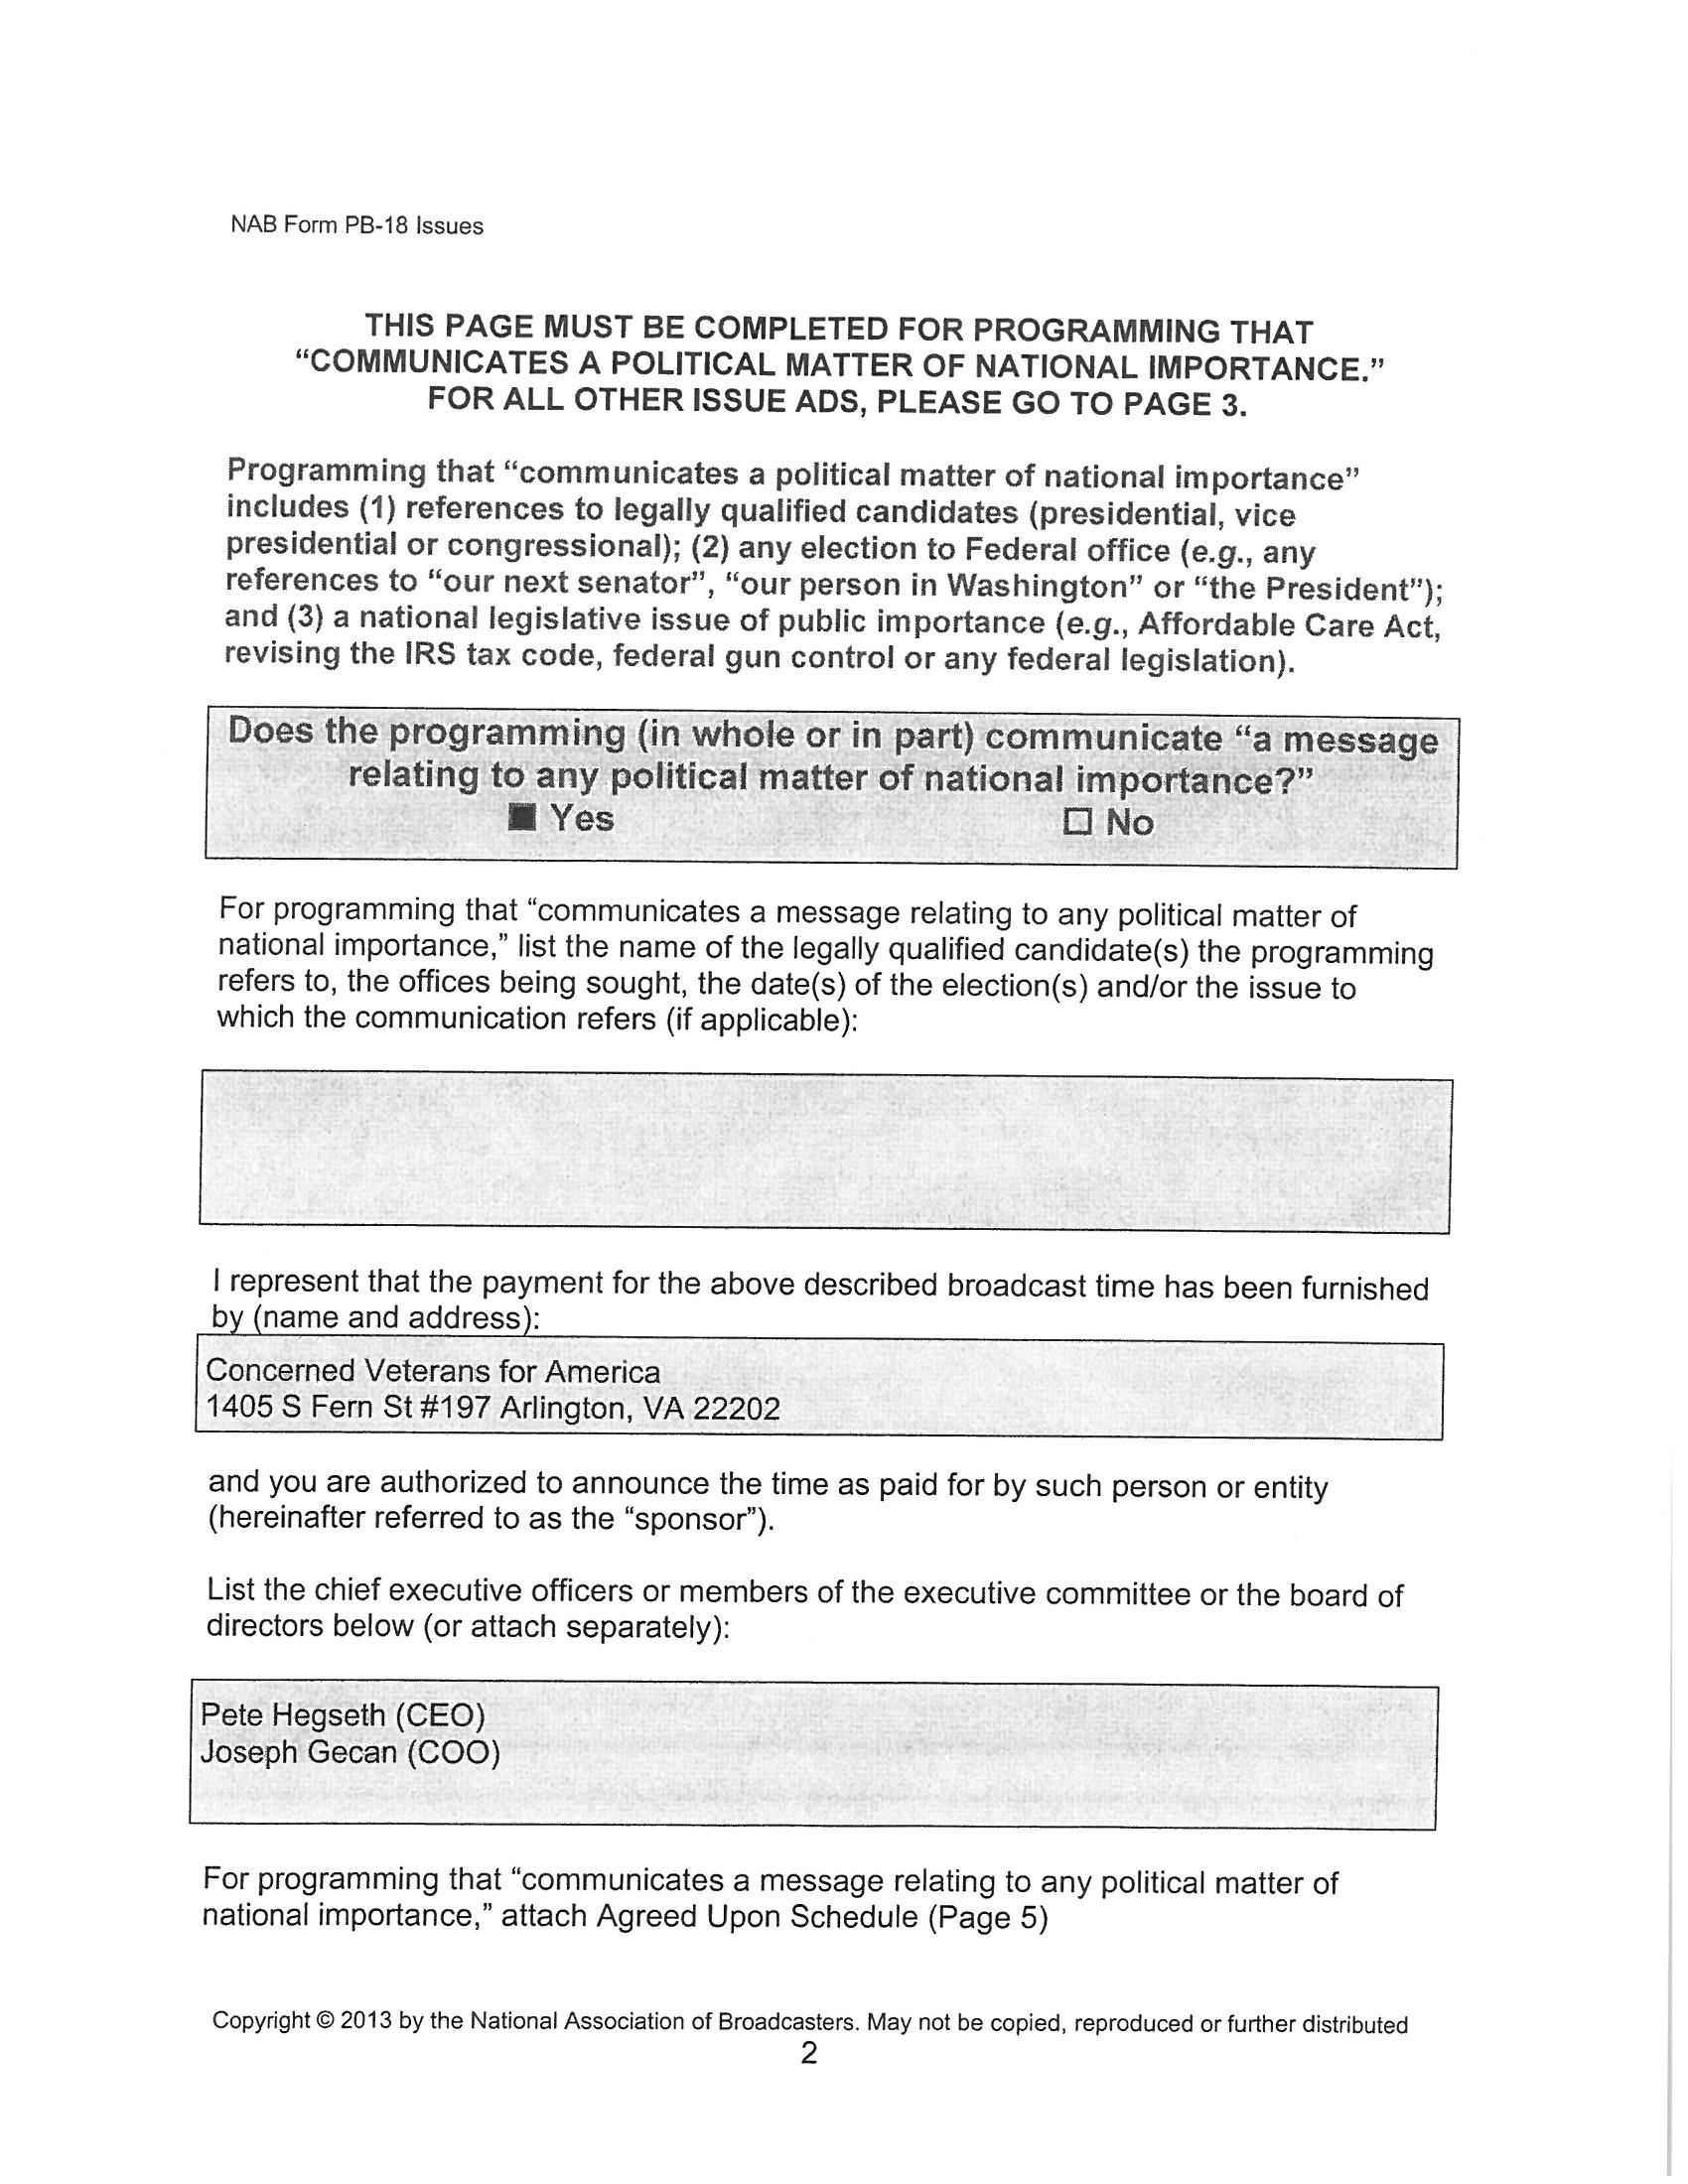 NAB Form PB-18 Issues
THIS PAGE MUST BE COMPLETED FOR PROGRAMMING THAT
“COMMUNICATES A POLITICAL MATTER OF NATIONAL IMPORTANCE.”
FOR ALL OTHER ISSUE ADS, PLEASE GO TO PAGE 3.
Programming that “communicates a political matter of national importance”
includes (1) references to legally qualified candidates (presidential, vice
presidential or congressional); (2) any election to Federal office (e.g., any
references to “our next senator”, “our person in Washington” or “the President”);
and (3) a national legislative issue of public importance (e.g., Affordable Care Act,
revising the IRS tax code, federal gun control or any federal legislation).
Does the programming (in whole or in part) communicate “a message
relating to any political matter of national importance?”
■ Yes □ No
For programming that “communicates a message relating to any political matter of
national importance,” list the name of the legally qualified candidate(s) the programming
refers to, the offices being sought, the date(s) of the election(s) and/or the issue to
which the communication refers (if applicable):
I represent that the payment for the above described broadcast time has been furnished
by (name and address):
Concerned Veterans for America
1405 S Fern St #197 Arlington, VA 22202
and you are authorized to announce the time as paid for by such person or entity
(hereinafter referred to as the “sponsor”).
List the chief executive officers or members of the executive committee or the board of
directors below (or attach separately):
Pete Hegseth (CEO)
Joseph Gecan (COO)
For programming that “communicates a message relating to any political matter of
national importance,” attach Agreed Upon Schedule (Page 5)
Copyright © 2013 by the National Association of Broadcasters. May not be copied, reproduced or further distributed
2